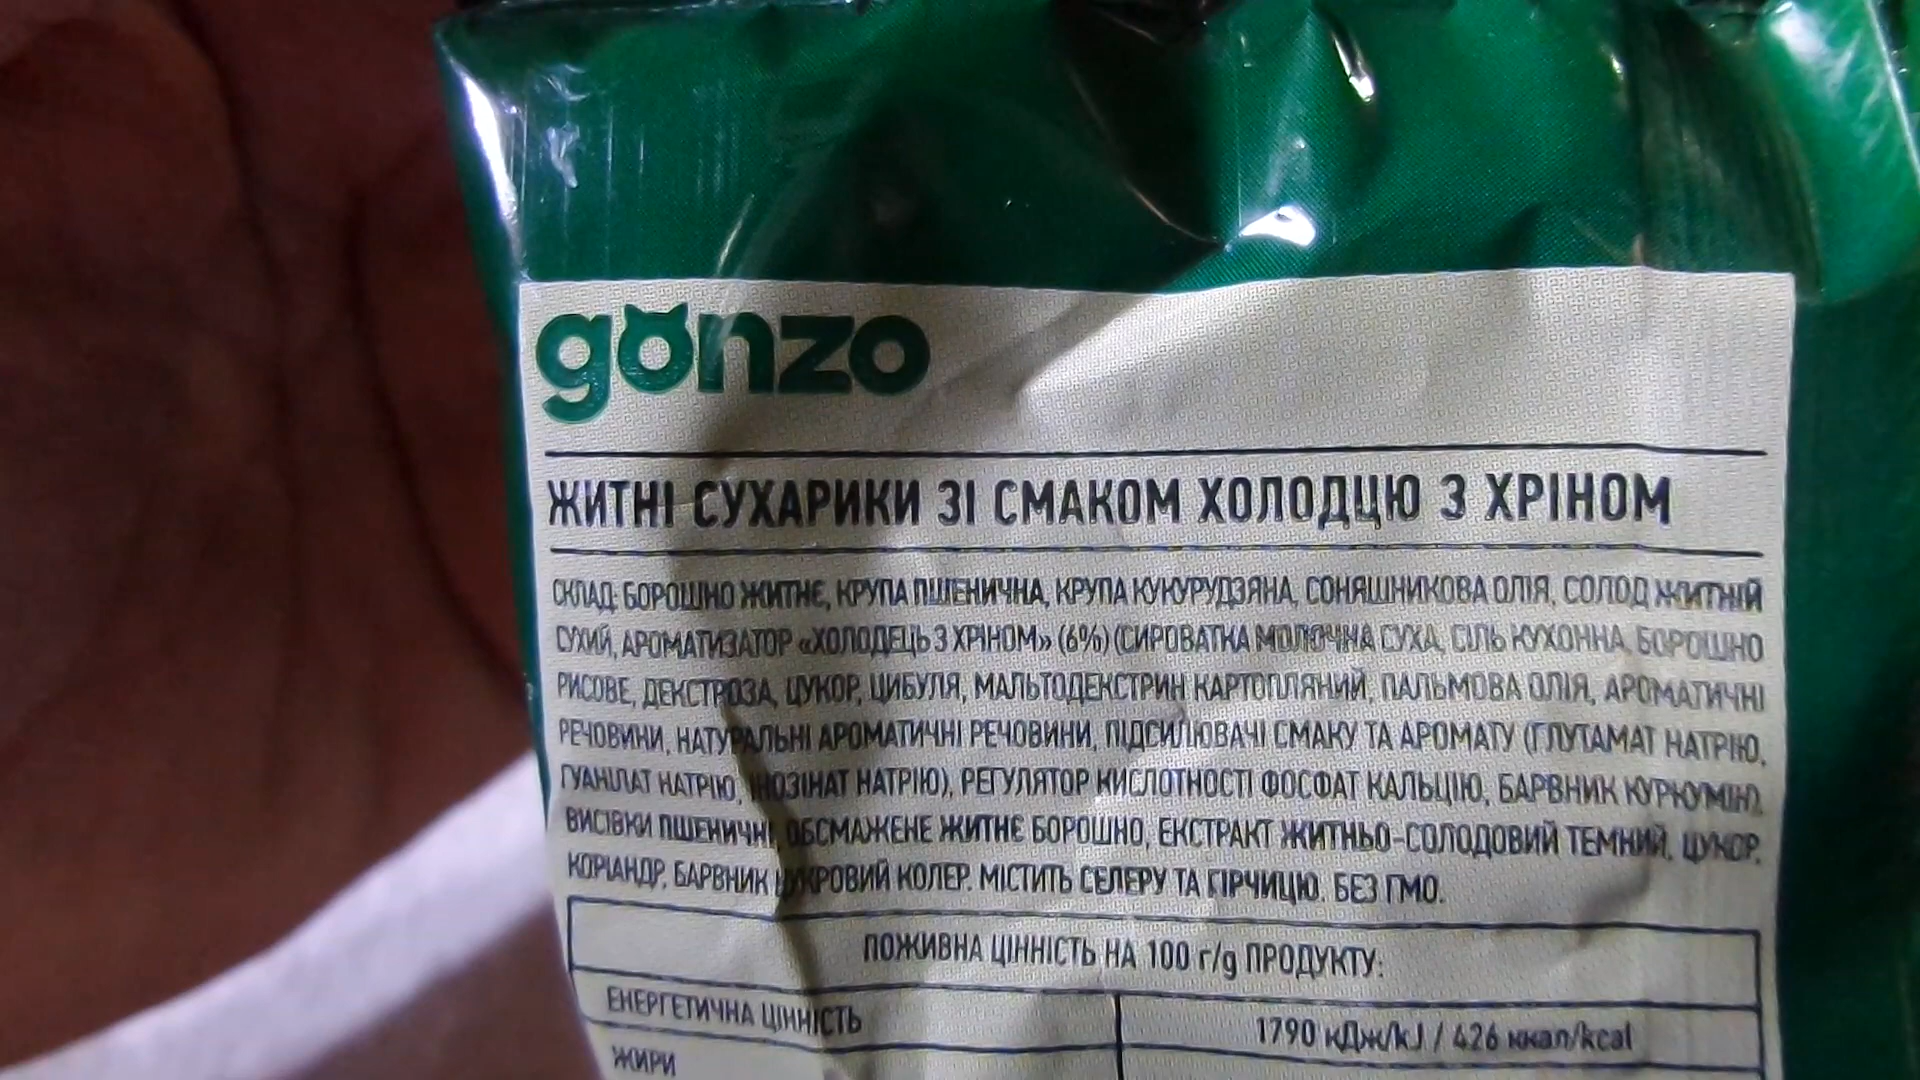 gonzo
ЖИТНІ СУХАРИКИ ЗІ СМАКОМ ХОЛОДЦЮ З ХРІНОМ
СКЛАД: БОРОШНО ЖИТНЄ, КРУПА ПШЕНИЧНА, КРУПА КУКУРУДЗЯНА, СОНЯШНИКОВА ОЛІЯ, СОЛОД ЖИТНІЙ
СУХИЙ, АРОМАТИЗАТОР «ХОЛОДЕЦЬ З ХРІНОМ» (6%) (СИРОВАТКА МОЛОЧНА СУХА, СІЛЬ КУХОННА, БОРОШНО
РИСОВЕ, ДЕКСТРОЗА, ЦУКОР, ЦИБУЛЯ, МАЛЬТОДЕКСТРИН КАРТОПЛЯНИЙ, ПАЛЬМОВА ОЛІЯ, АРОМАТИЧНІ
РЕЧОВИНИ, НАТУРАЛЬНІ АРОМАТИЧНІ РЕЧОВИНИ, ПІДСИЛЮВАЧІ СМАКУ ТА АРОМАТУ (ГЛУТАМАТ НАТРІЮ,
ГУАНІЛАТ НАТРІЮ, ІНОЗІНАТ НАТРІЮ), РЕГУЛЯТОР КИСЛОТНОСТІ ФОСФАТ КАЛЬЦІЮ, БАРВНИК КУРКУМІН),
ВИСІВКИ ПШЕНИЧНІ, ОБСМАЖЕНЕ ЖИТНЄ БОРОШНО, ЕКСТРАКТ ЖИТНЬО-СОЛОДОВИЙ ТЕМНИЙ, ЦУКОР,
КОРІАНДР, БАРВНИК ЦУКРОВИЙ КОЛЕР. МІСТИТЬ СЕЛЕРУ ТА ГІРЧИЦЮ. БЕЗ ГМО.
ПОЖИВНА ЦІННІСТЬ НА 100 г/g ПРОДУКТУ:
ЕНЕРГЕТИЧНА ЦІННІСТЬ 1790 кДж/kJ / 426 ккал/kcal
ЖИРИ